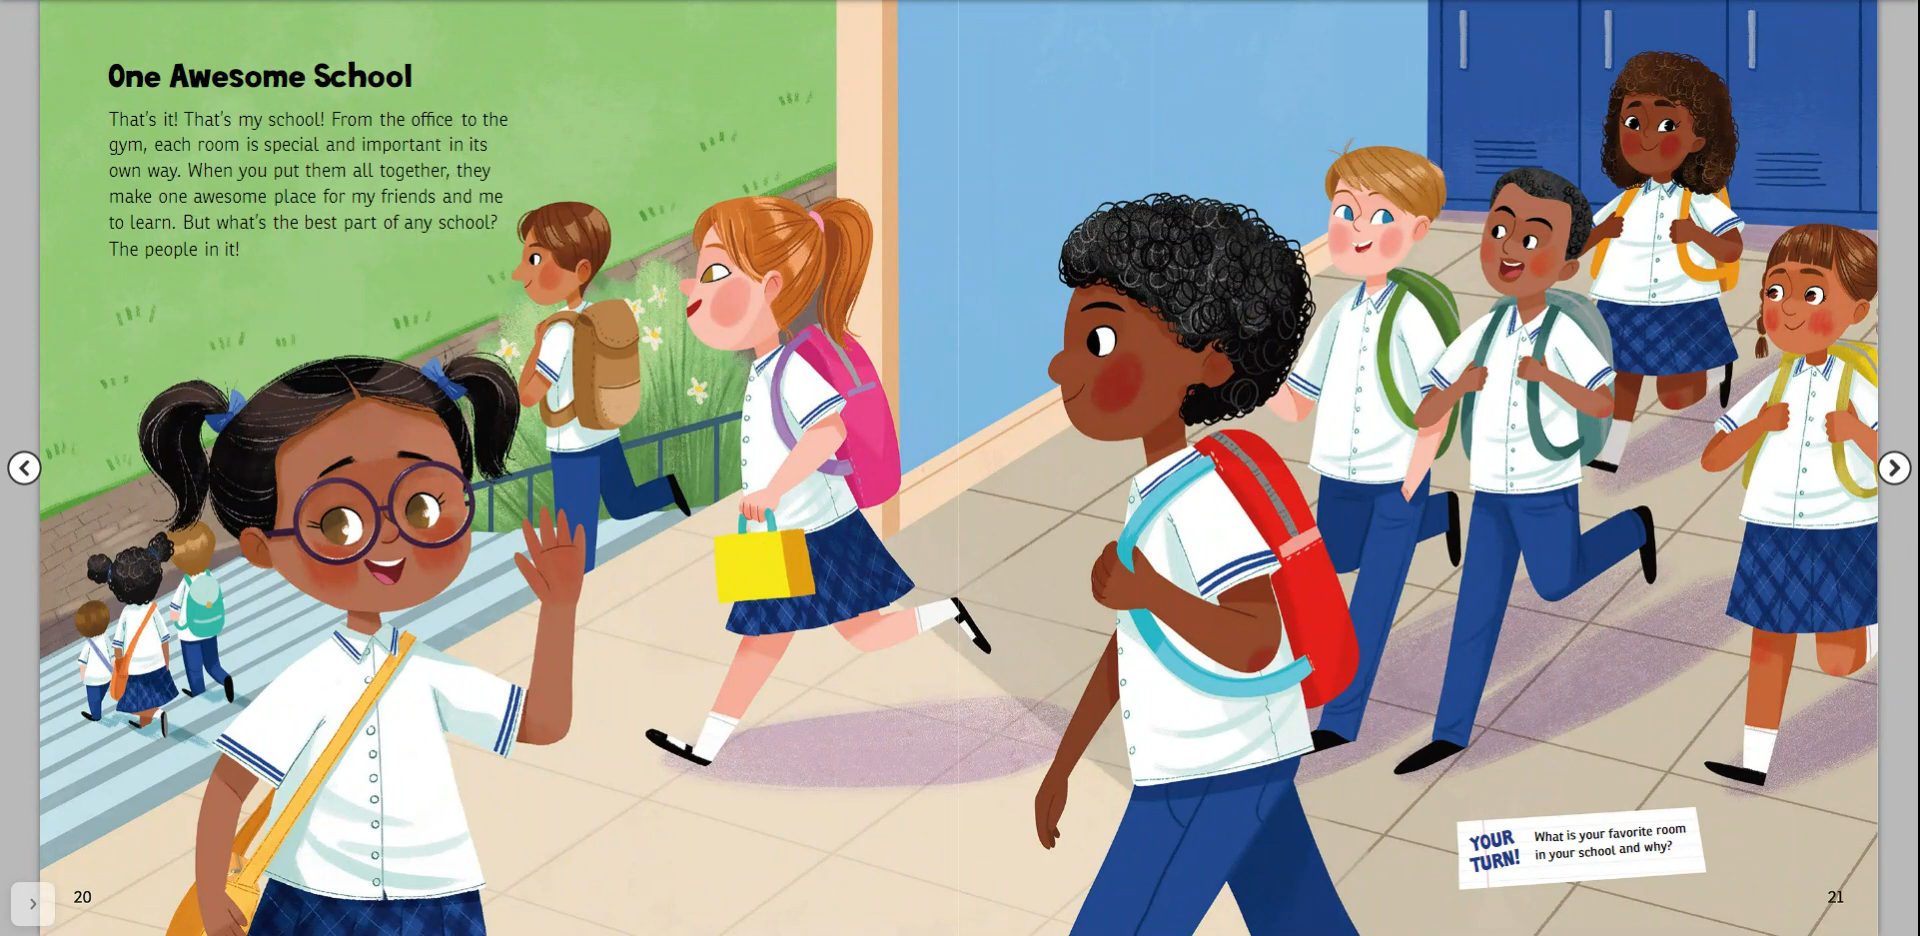 One Awesome School
That's it! That's my school! From the office to the
gym, each room is special and important in its
own way. When you put them all together, they
make one awesome place for my friends and me
to learn. But what's the best part of any school?
The people in it!
YOUR
TURN!
What is your favorite room
in your school and why?
20
21